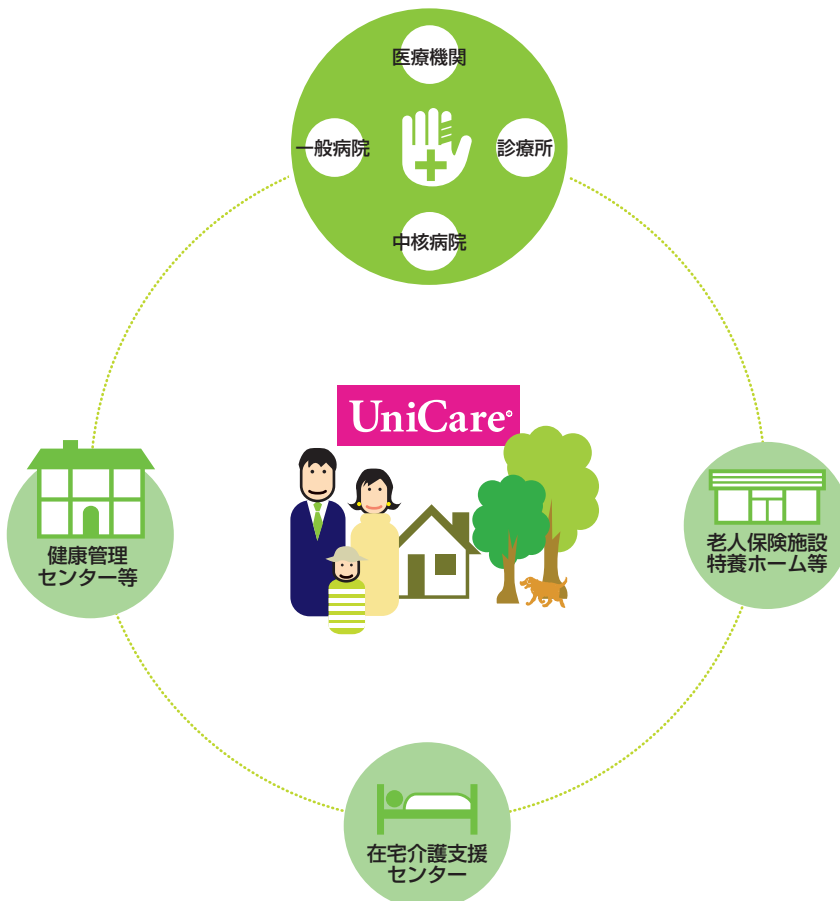 医療機関
一般病院
診療所
中核病院
UniCare®
健康管理
センター等
老人保険施設
特養ホーム等
在宅介護支援
センター